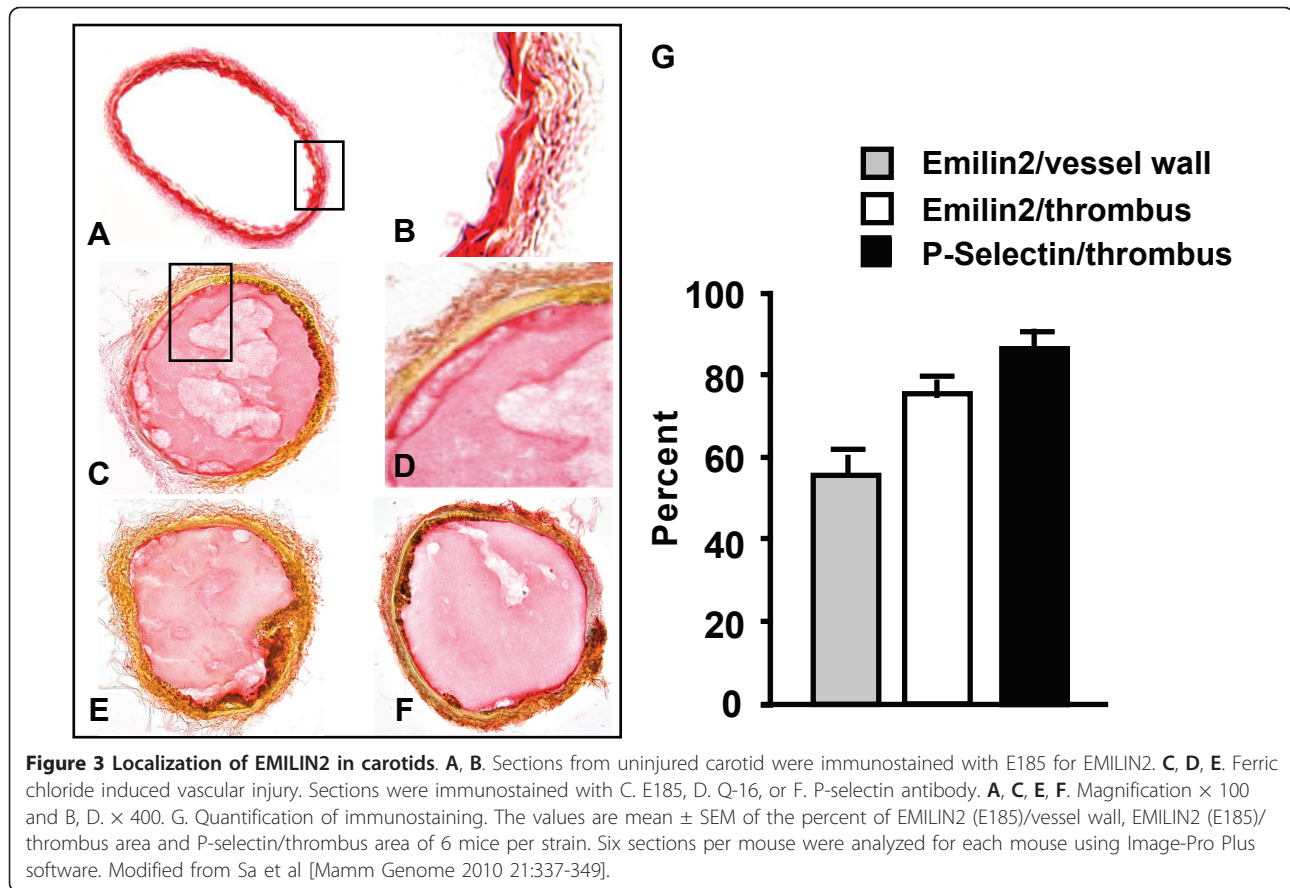 G
Emilin2/vessel wall
Emilin2/thrombus
P-Selectin/thrombus
A
B
C
D
E
F
Percent
100
80
60
40
20
0
Figure 3 Localization of EMILIN2 in carotids. A, B. Sections from uninjured carotid were immunostained with E185 for EMILIN2. C, D, E. Ferric
chloride induced vascular injury. Sections were immunostained with C. E185, D. Q-16, or F. P-selectin antibody. A, C, E, F. Magnification × 100
and B, D. × 400. G. Quantification of immunostaining. The values are mean ± SEM of the percent of EMILIN2 (E185)/vessel wall, EMILIN2 (E185)/
thrombus area and P-selectin/thrombus area of 6 mice per strain. Six sections per mouse were analyzed for each mouse using Image-Pro Plus
software. Modified from Sa et al [Mamm Genome 2010 21:337-349].